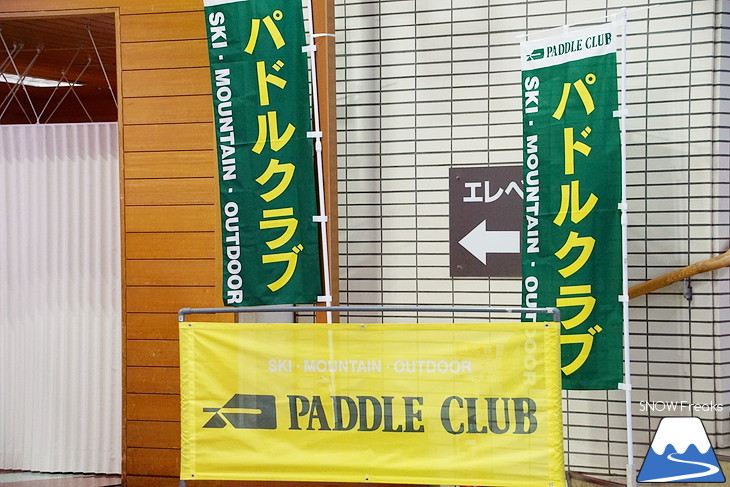 パドルクラブ
SKI · MOUNTAIN · OUTDOOR
PADDLE CLUB
パドルクラブ
SKI · MOUNTAIN · OUTDOOR
エレベ
SKI · MOUNTAIN · OUTDOOR
PADDLE CLUB
SNOW Freaks